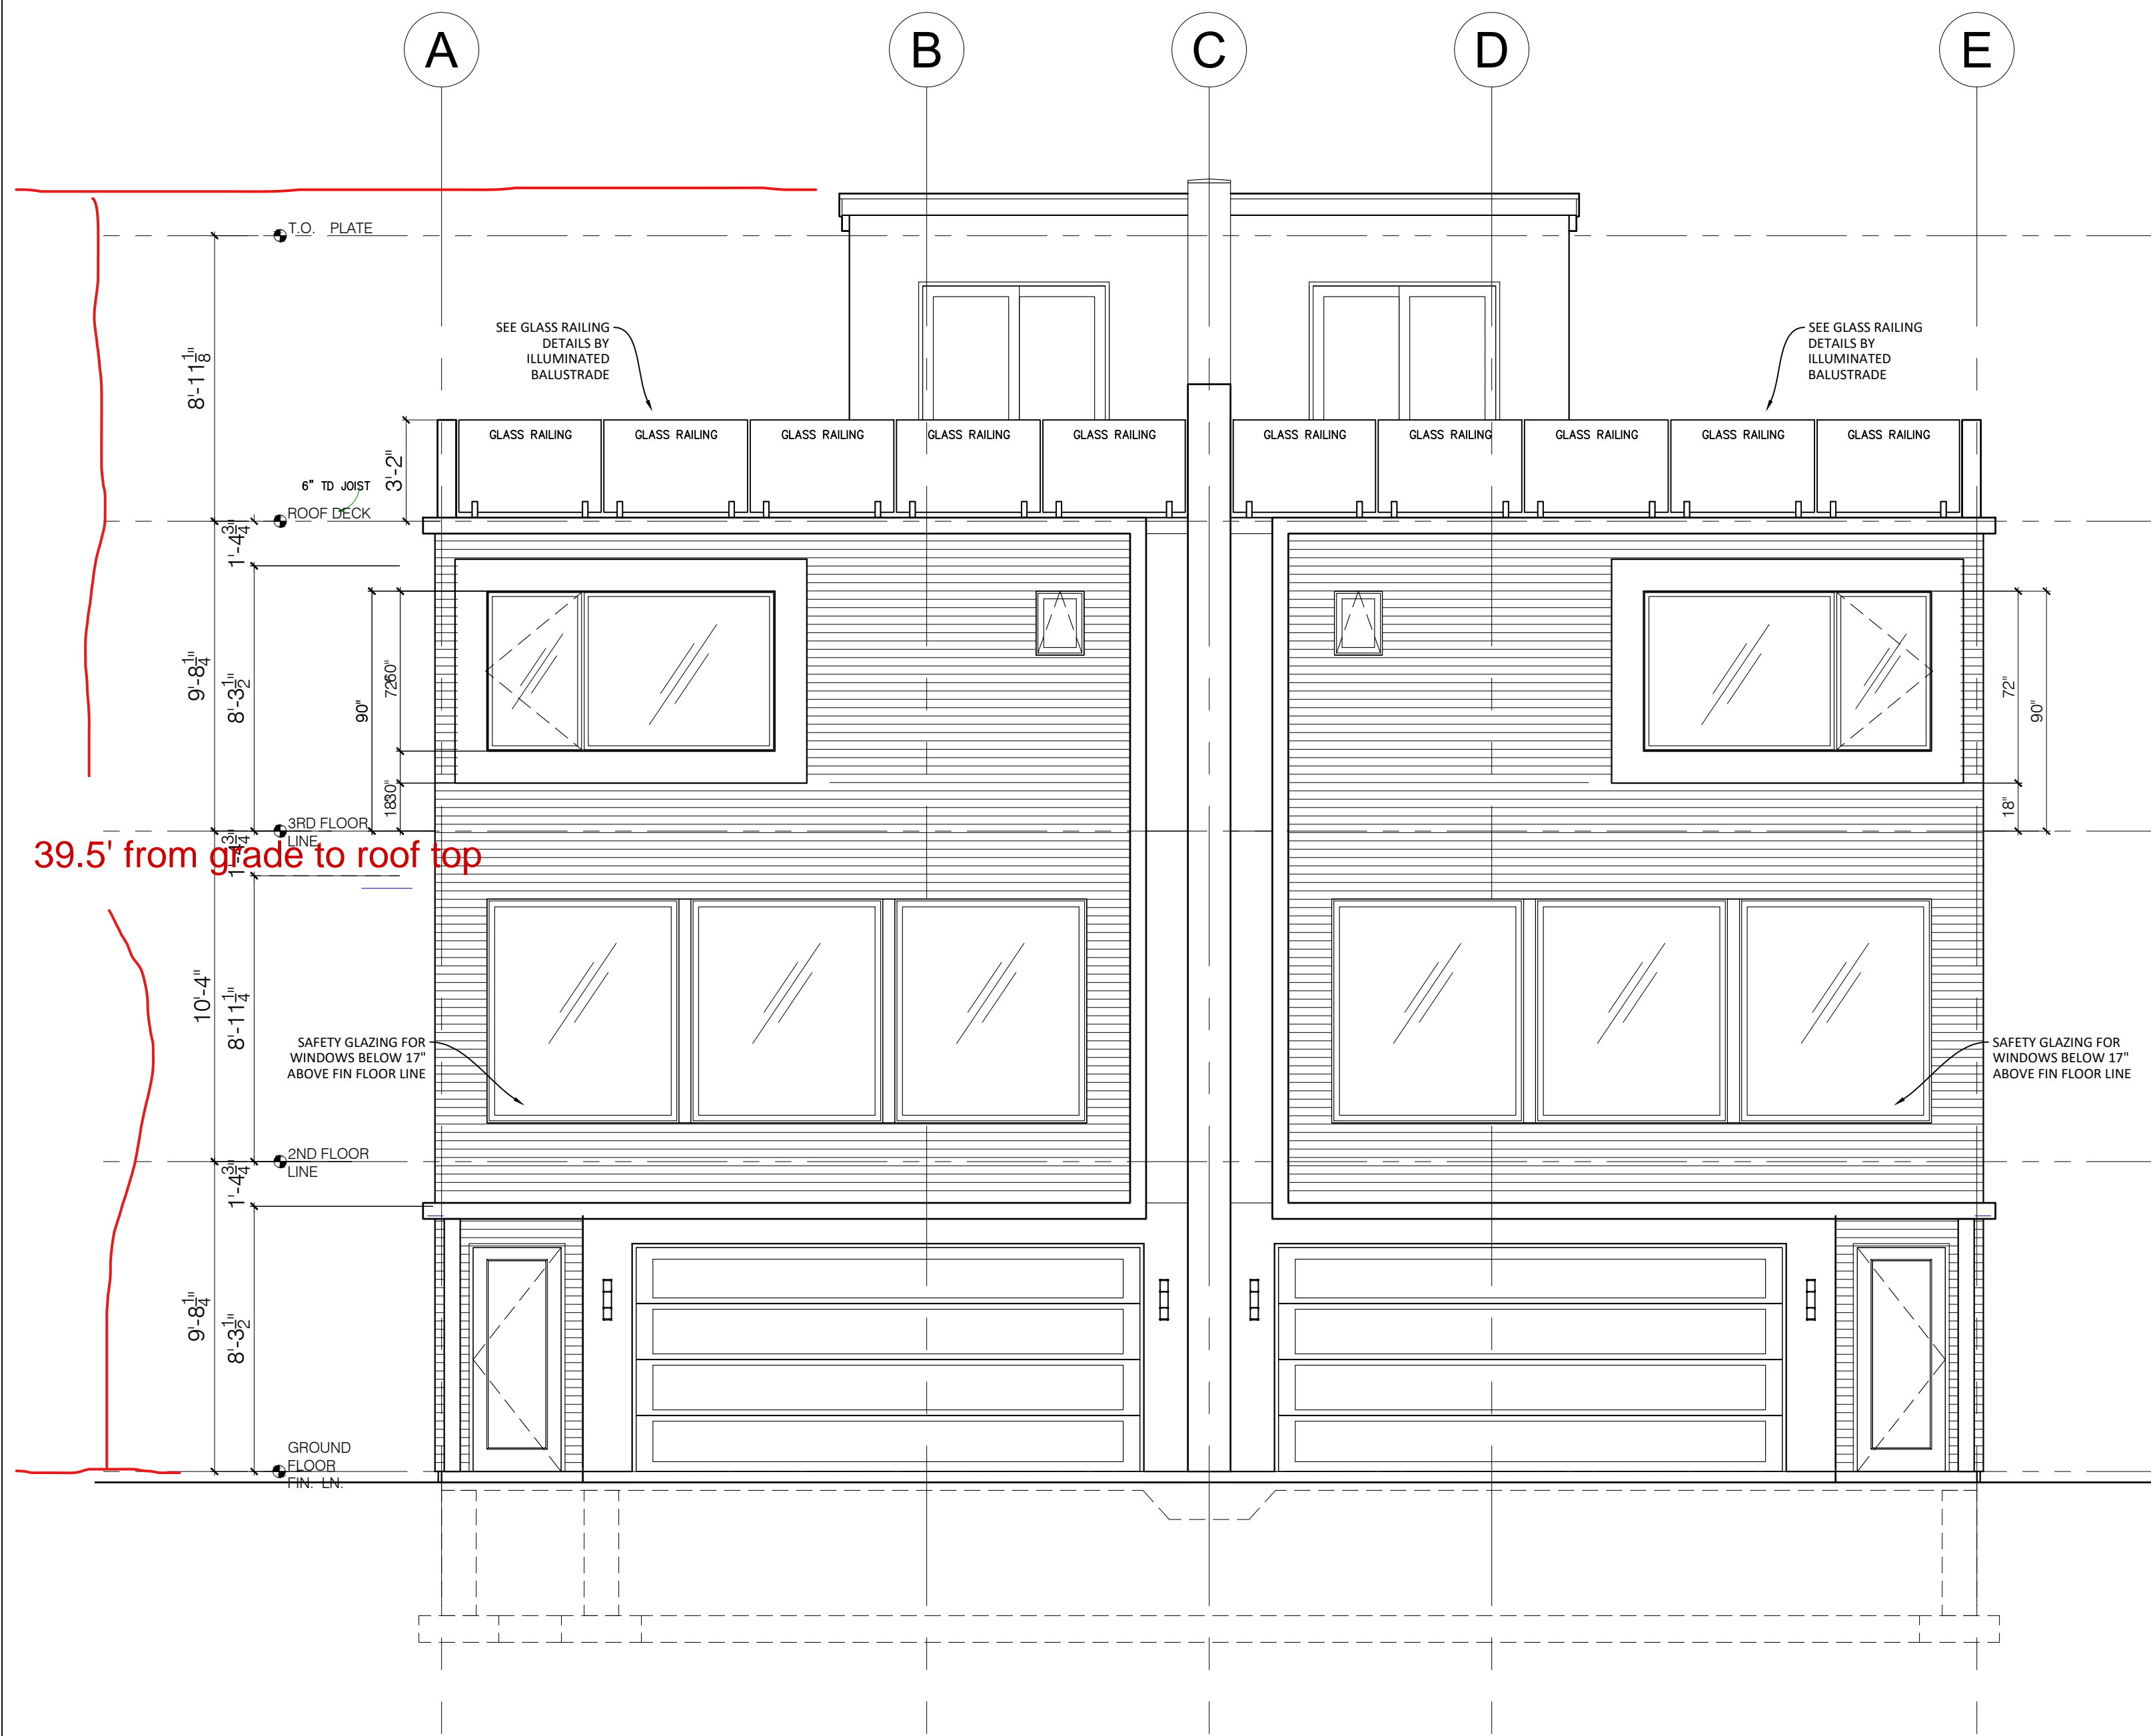 A B C D E
T.O. PLATE
SEE GLASS RAILING
DETAILS BY
ILLUMINATED
BALUSTRADE
SEE GLASS RAILING
DETAILS BY
ILLUMINATED
BALUSTRADE
8'-11 1/8"
GLASS RAILING GLASS RAILING GLASS RAILING GLASS RAILING GLASS RAILING GLASS RAILING GLASS RAILING GLASS RAILING GLASS RAILING GLASS RAILING
3'-2"
6" TD JOIST
ROOF DECK
1'-4 3/4"
9'-8 1/4"
8'-3 1/2"
90"
7260"
1830"
72"
90"
18"
3RD FLOOR
LINE
1'-4 3/4"
39.5' from grade to roof top
10'-4"
8'-11 1/4"
SAFETY GLAZING FOR
WINDOWS BELOW 17"
ABOVE FIN FLOOR LINE
SAFETY GLAZING FOR
WINDOWS BELOW 17"
ABOVE FIN FLOOR LINE
2ND FLOOR
LINE
1'-4 3/4"
9'-8 1/4"
8'-3 1/2"
GROUND
FLOOR
FIN. LN.